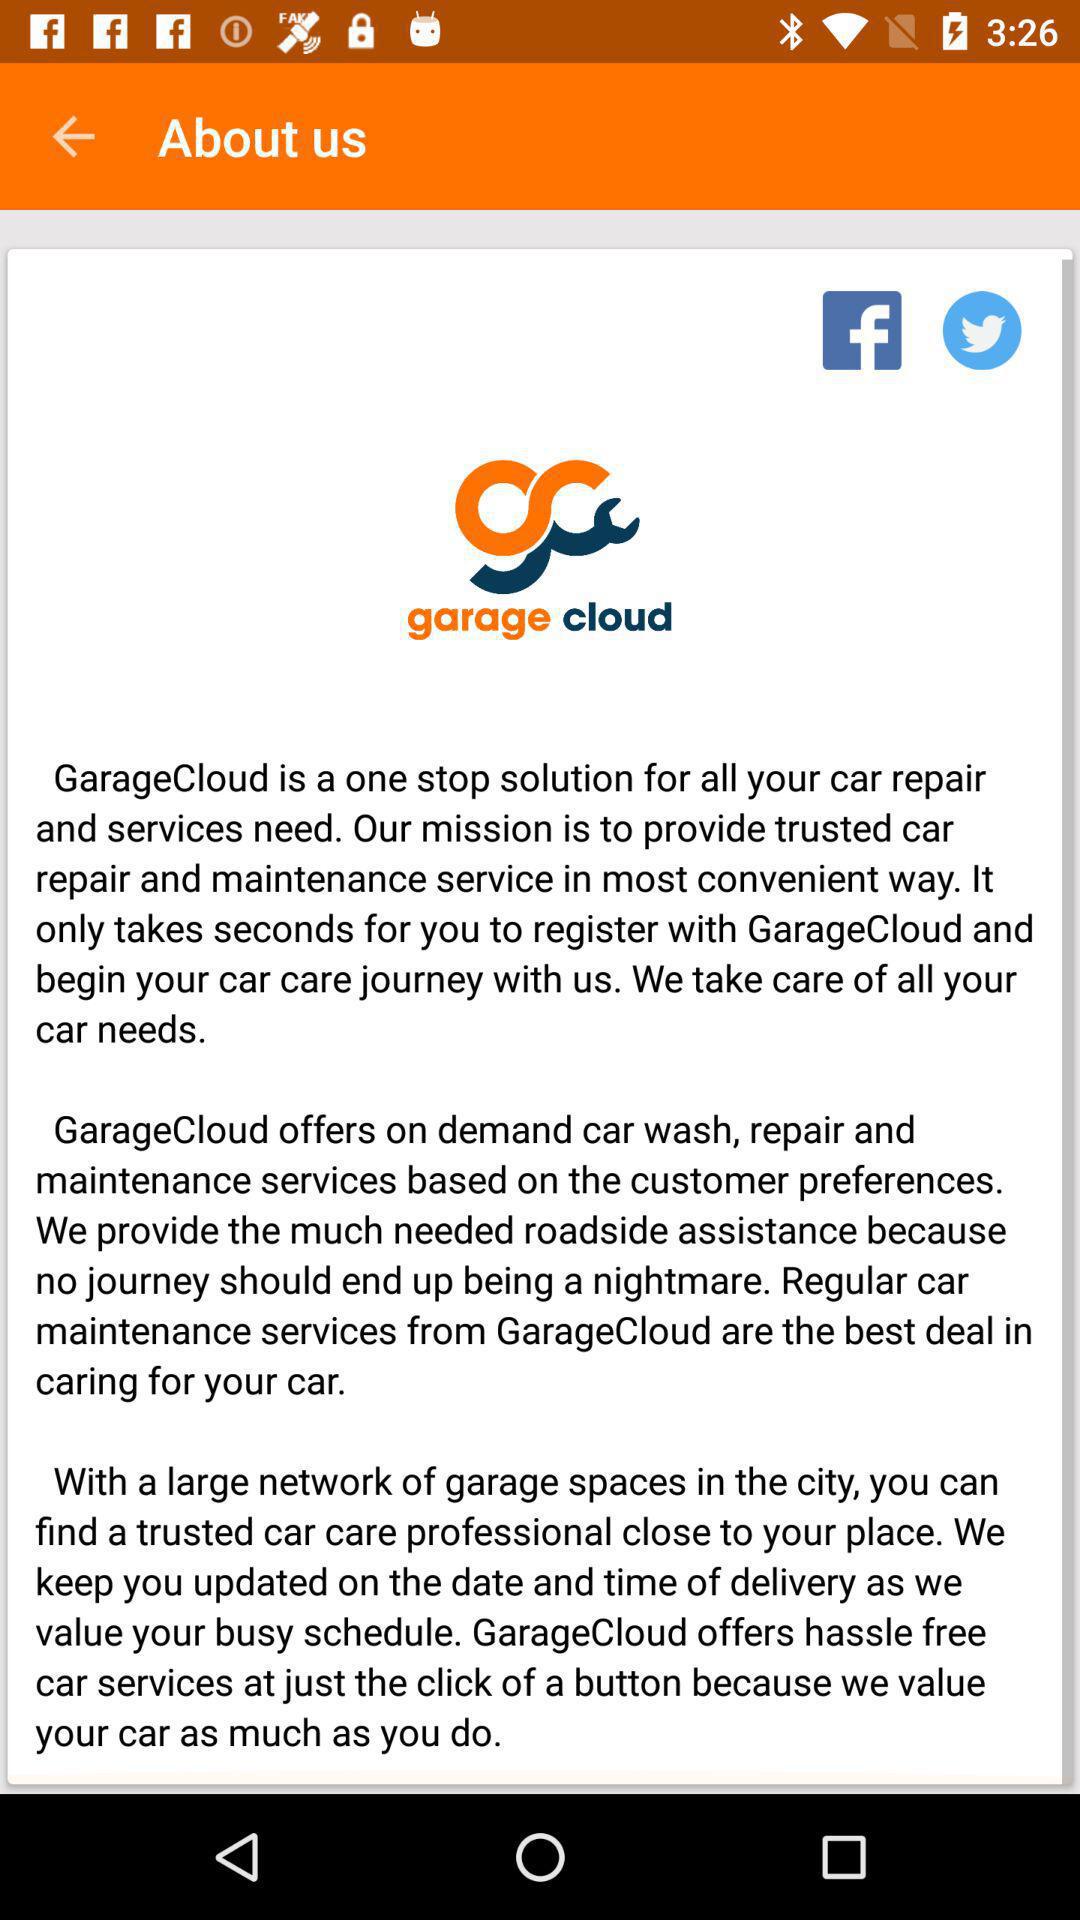 FAKE
3:26
About us
garage cloud
GarageCloud is a one stop solution for all your car repair
and services need. Our mission is to provide trusted car
repair and maintenance service in most convenient way. It
only takes seconds for you to register with GarageCloud and
begin your car care journey with us. We take care of all your
car needs.
GarageCloud offers on demand car wash, repair and
maintenance services based on the customer preferences.
We provide the much needed roadside assistance because
no journey should end up being a nightmare. Regular car
maintenance services from GarageCloud are the best deal in
caring for your car.
With a large network of garage spaces in the city, you can
find a trusted car care professional close to your place. We
keep you updated on the date and time of delivery as we
value your busy schedule. GarageCloud offers hassle free
car services at just the click of a button because we value
your car as much as you do.